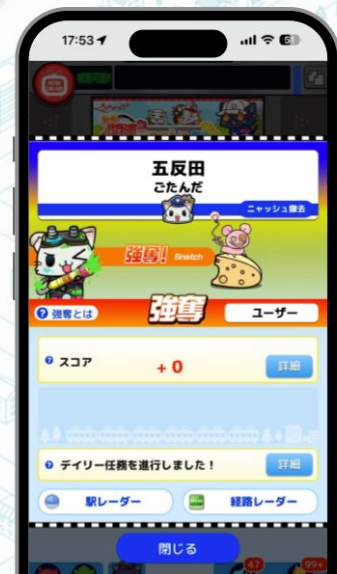 17:53
五反田
ごたんだ
ニャッシュ撤去
強奪! Snatch
強奪とは
強奪
ユーザー
スコア
+ 0
詳細
デイリー任務を進行しました！
詳細
駅レーダー
経路レーダー
閉じる
47
99+